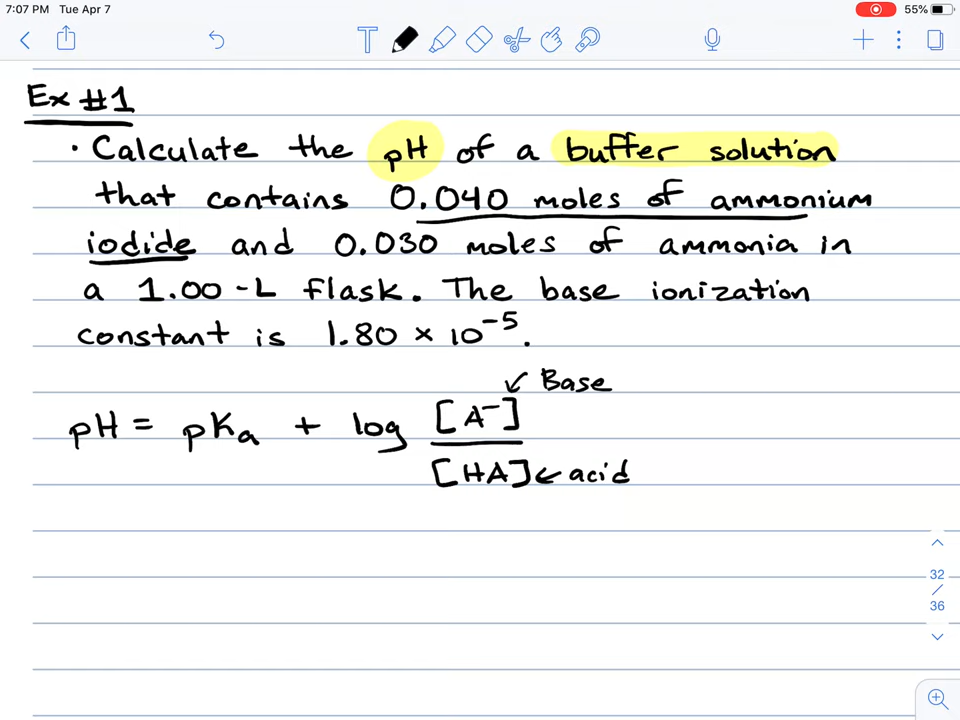 7:07 PM Tue Apr 7 55%
T
Ex #1
• Calculate the pH of a buffer solution
that contains 0.040 moles of ammonium
iodide and 0.030 moles of ammonia in
a 1.00-L flask. The base ionization
constant is 1.80 × 10⁻⁵.
↙ Base
pH = pKₐ + log [A⁻]
[HA] ← acid
32
/
36